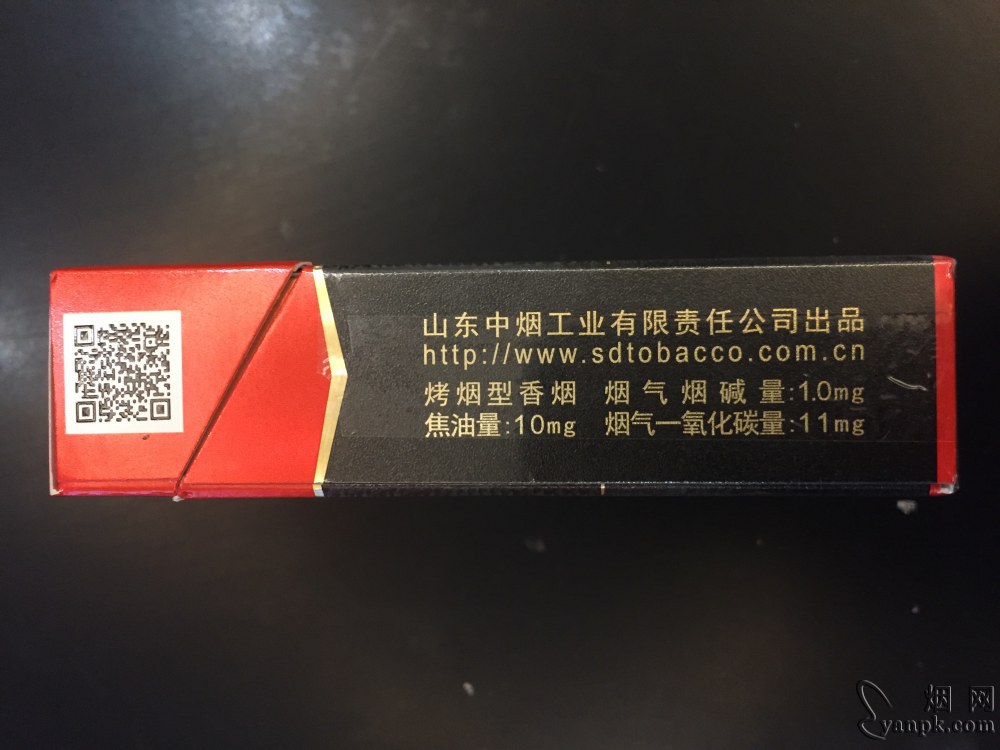 山东中烟工业有限责任公司出品
http://www.sdtobacco.com.cn
烤烟型香烟 烟气烟碱量:1.0mg
焦油量:10mg 烟气一氧化碳量:11mg
烟网
yanpk.com